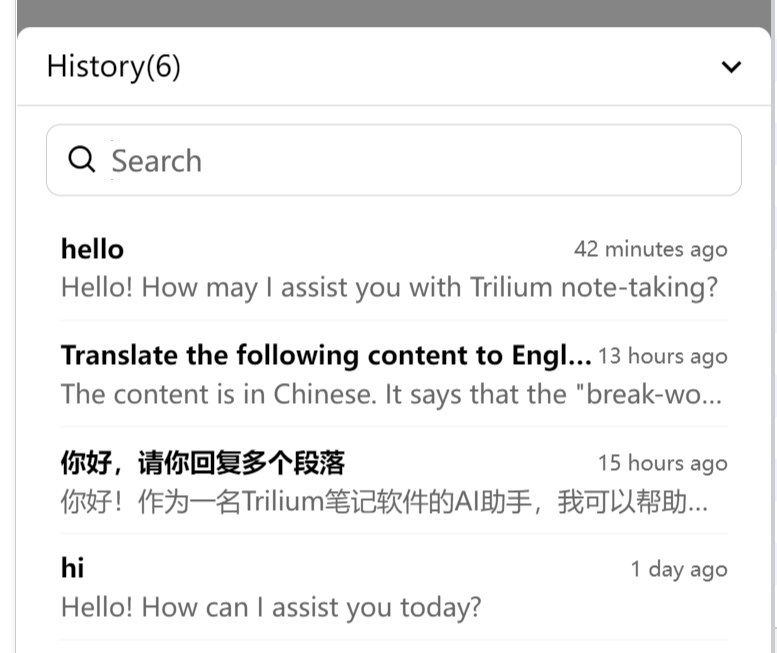 History(6)
Search
hello 42 minutes ago
Hello! How may I assist you with Trilium note-taking?
Translate the following content to Engl... 13 hours ago
The content is in Chinese. It says that the "break-wo...
你好，请你回复多个段落 15 hours ago
你好！作为一名Trilium笔记软件的AI助手，我可以帮助...
hi 1 day ago
Hello! How can I assist you today?